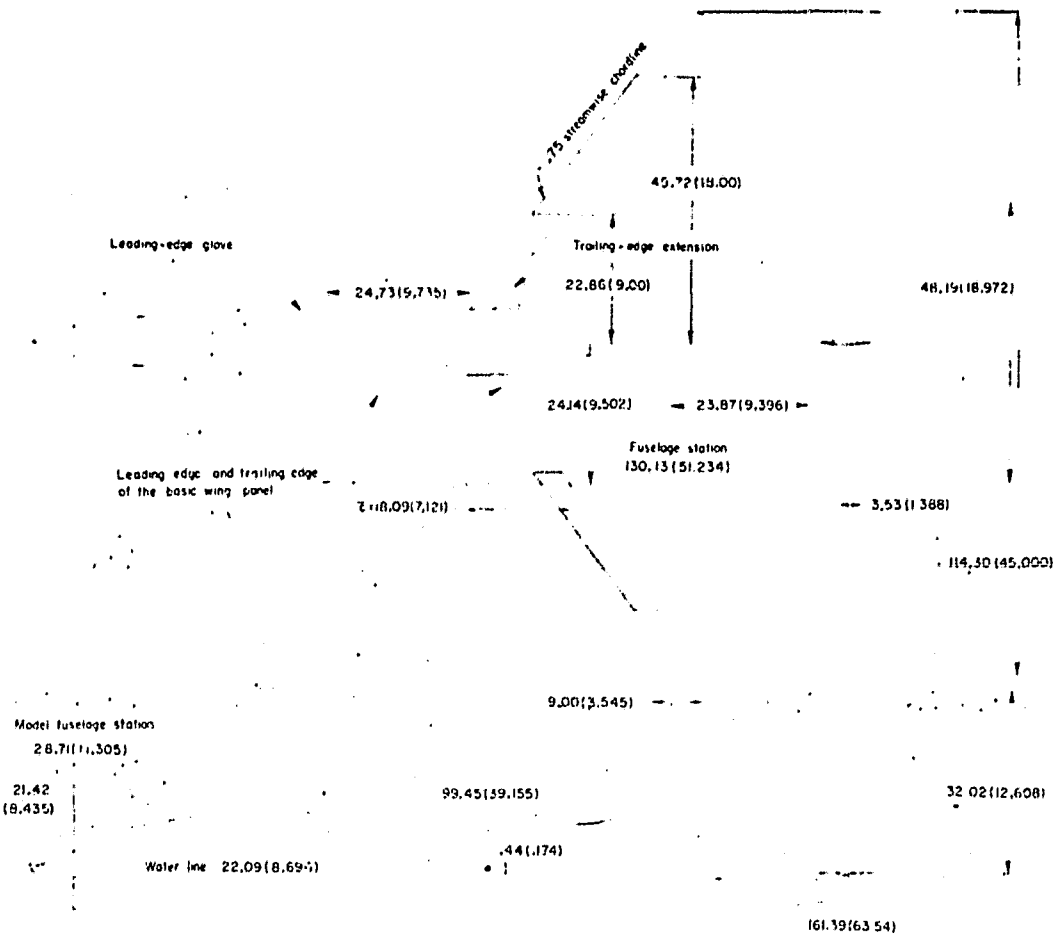 .75 streamwise chordline
45.72(18.00)
Leading-edge glove
Trailing-edge extension
24.73(9.735)
22.86(9.00)
48.19(18.972)
24.14(9.502)
23.87(9.396)
Fuselage station
130.13(51.234)
Leading edge and trailing edge
of the basic wing panel
18.09(7.121)
3.53(1.388)
114.30(45.000)
9.00(3.545)
Model fuselage station
28.71(11.305)
21.42
(8.435)
99.45(39.155)
32.02(12.608)
.44(.174)
Water line 22.09
161.39(63.54)